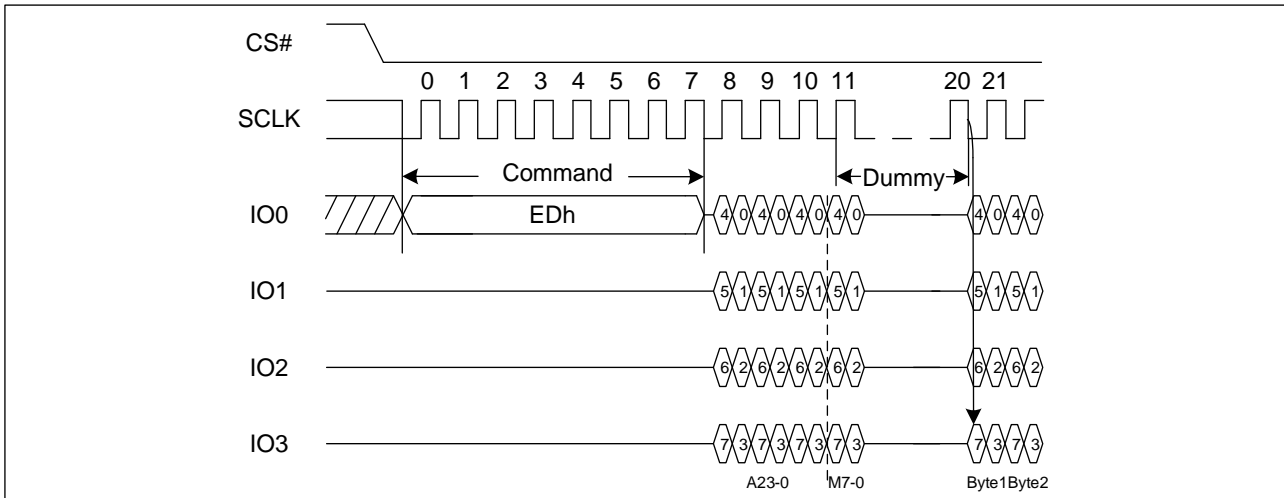 CS#
0 1 2 3 4 5 6 7 8 9 10 11 20 21
SCLK
Command
Dummy
IO0 EDh 4 0 4 0 4 0 4 0 4 0 4 0
IO1 5 1 5 1 5 1 5 1 5 1 5 1
IO2 6 2 6 2 6 2 6 2 6 2 6 2
IO3 7 3 7 3 7 3 7 3 7 3 7 3
A23-0 M7-0 Byte1 Byte2